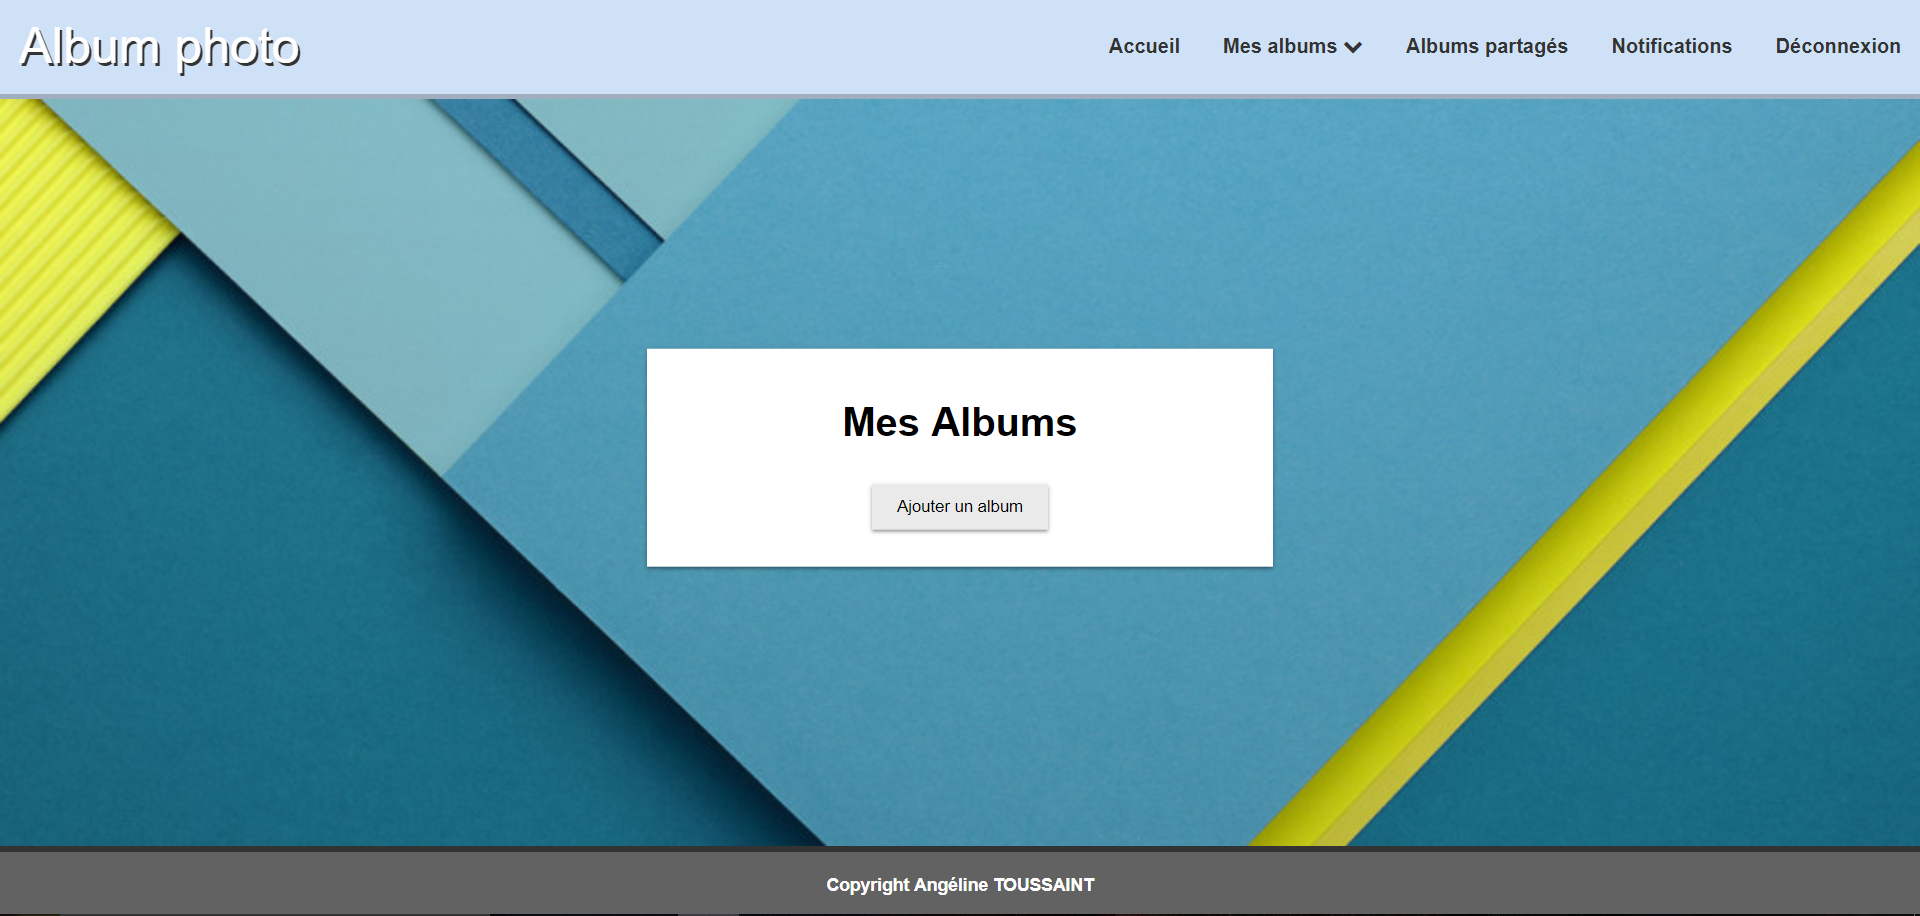 Album photo
Accueil
Mes albums
Albums partagés
Notifications
Déconnexion
Mes Albums
Ajouter un album
Copyright Angéline TOUSSAINT